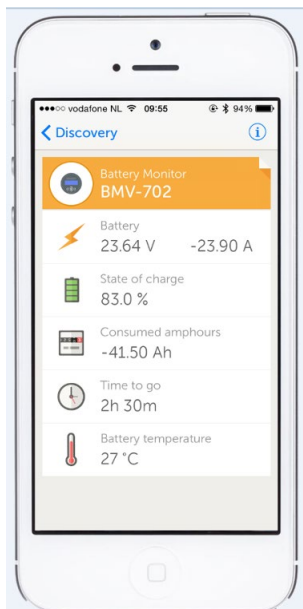 vodafone NL 09:55 94%
Discovery
Battery Monitor
BMV-702
Battery
23.64 V -23.90 A
State of charge
83.0 %
Consumed amphours
-41.50 Ah
Time to go
2h 30m
Battery temperature
27 °C